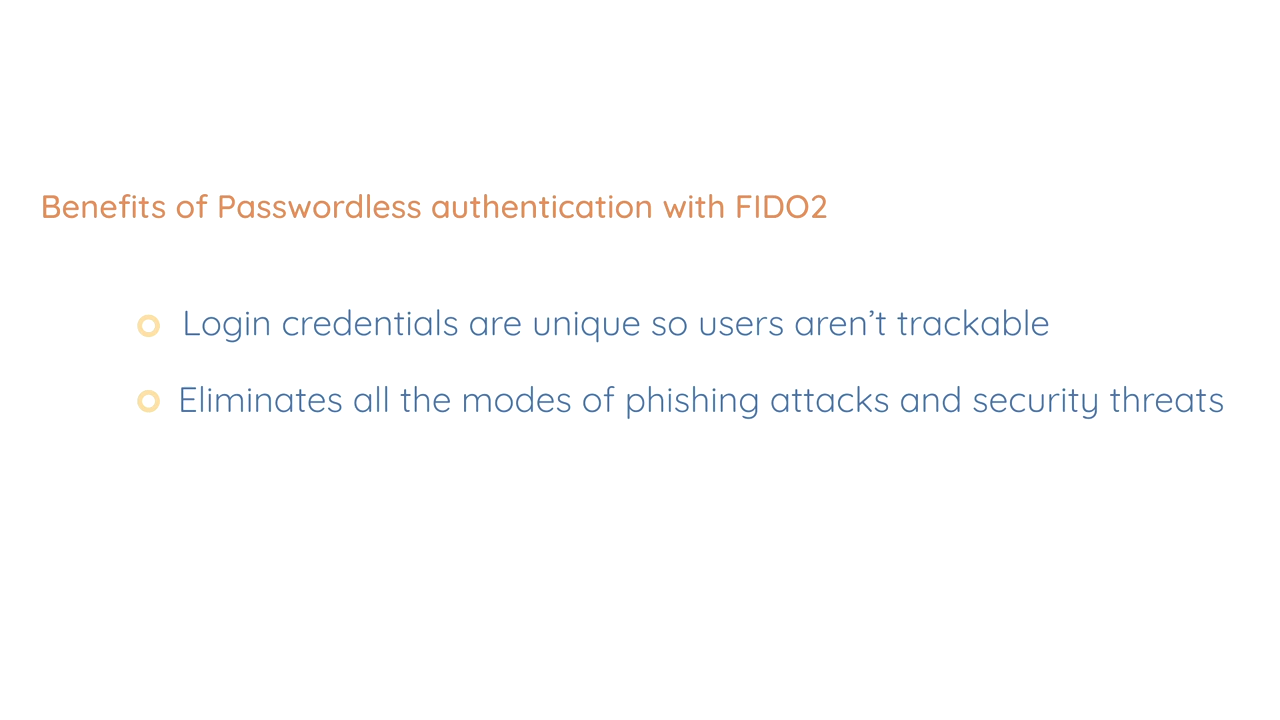 Benefits of Passwordless authentication with FIDO2
Login credentials are unique so users aren’t trackable
Eliminates all the modes of phishing attacks and security threats